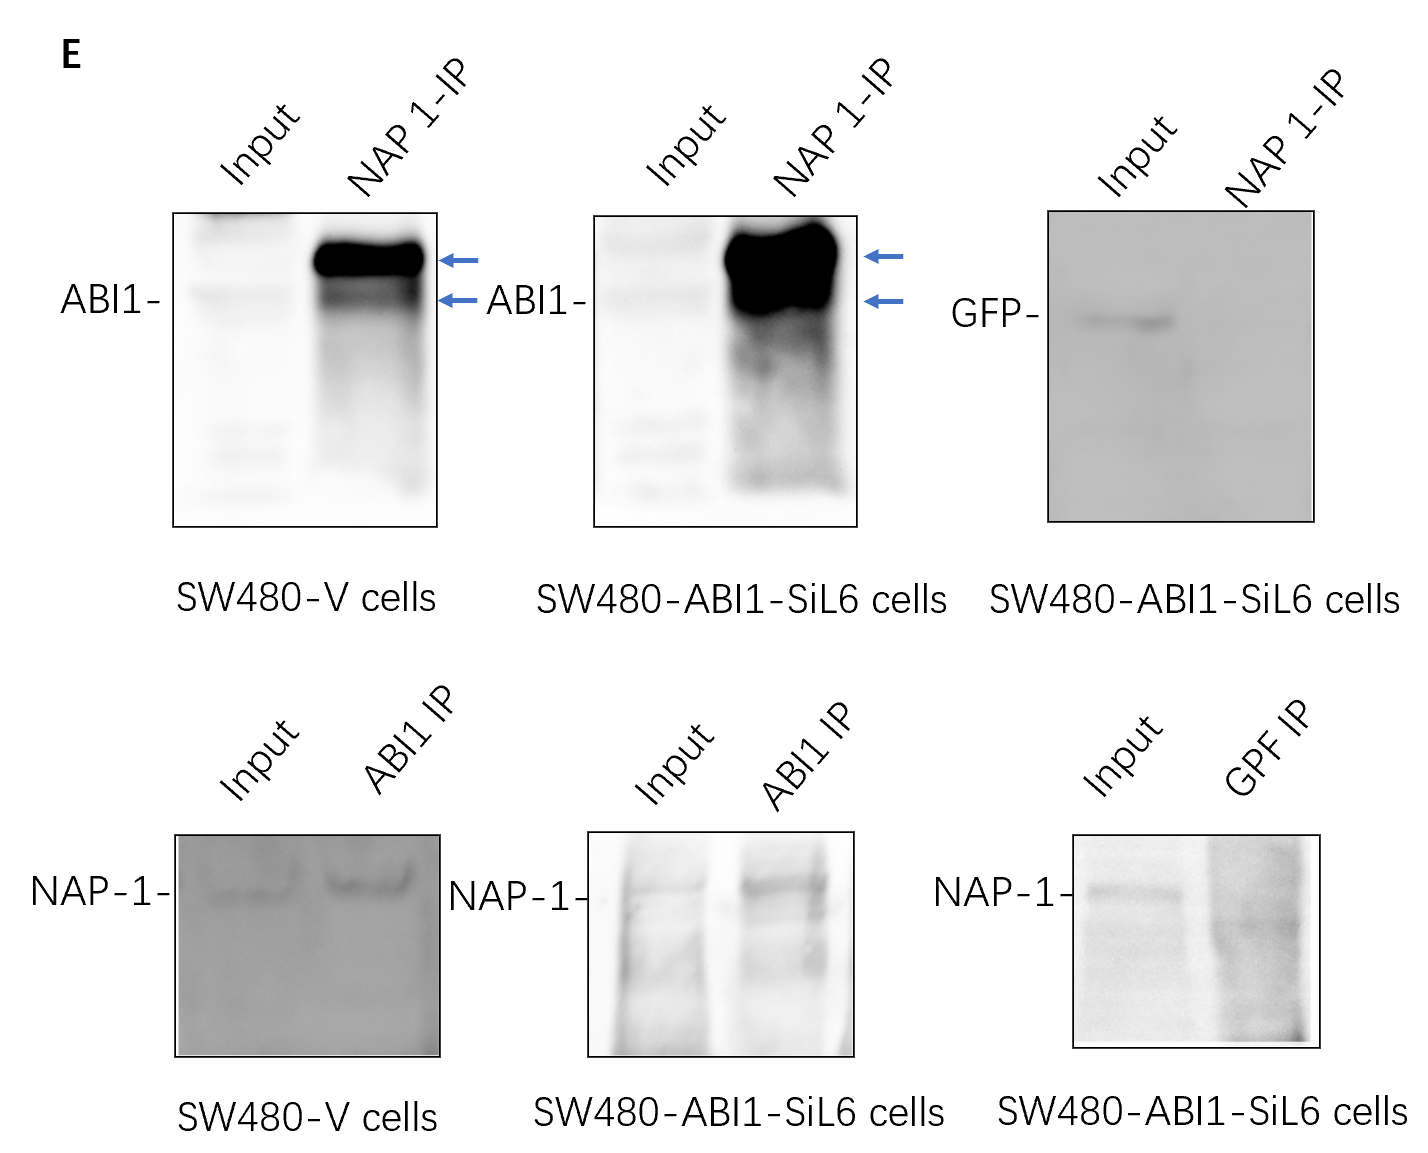 E
Input
NAP 1-IP
Input
NAP 1-IP
Input
NAP 1-IP
ABI1-
ABI1-
GFP-
SW480-V cells
SW480-ABI1-SiL6 cells
SW480-ABI1-SiL6 cells
Input
ABI1 IP
Input
ABI1 IP
Input
GPF IP
NAP-1-
NAP-1-
NAP-1-
SW480-V cells
SW480-ABI1-SiL6 cells
SW480-ABI1-SiL6 cells